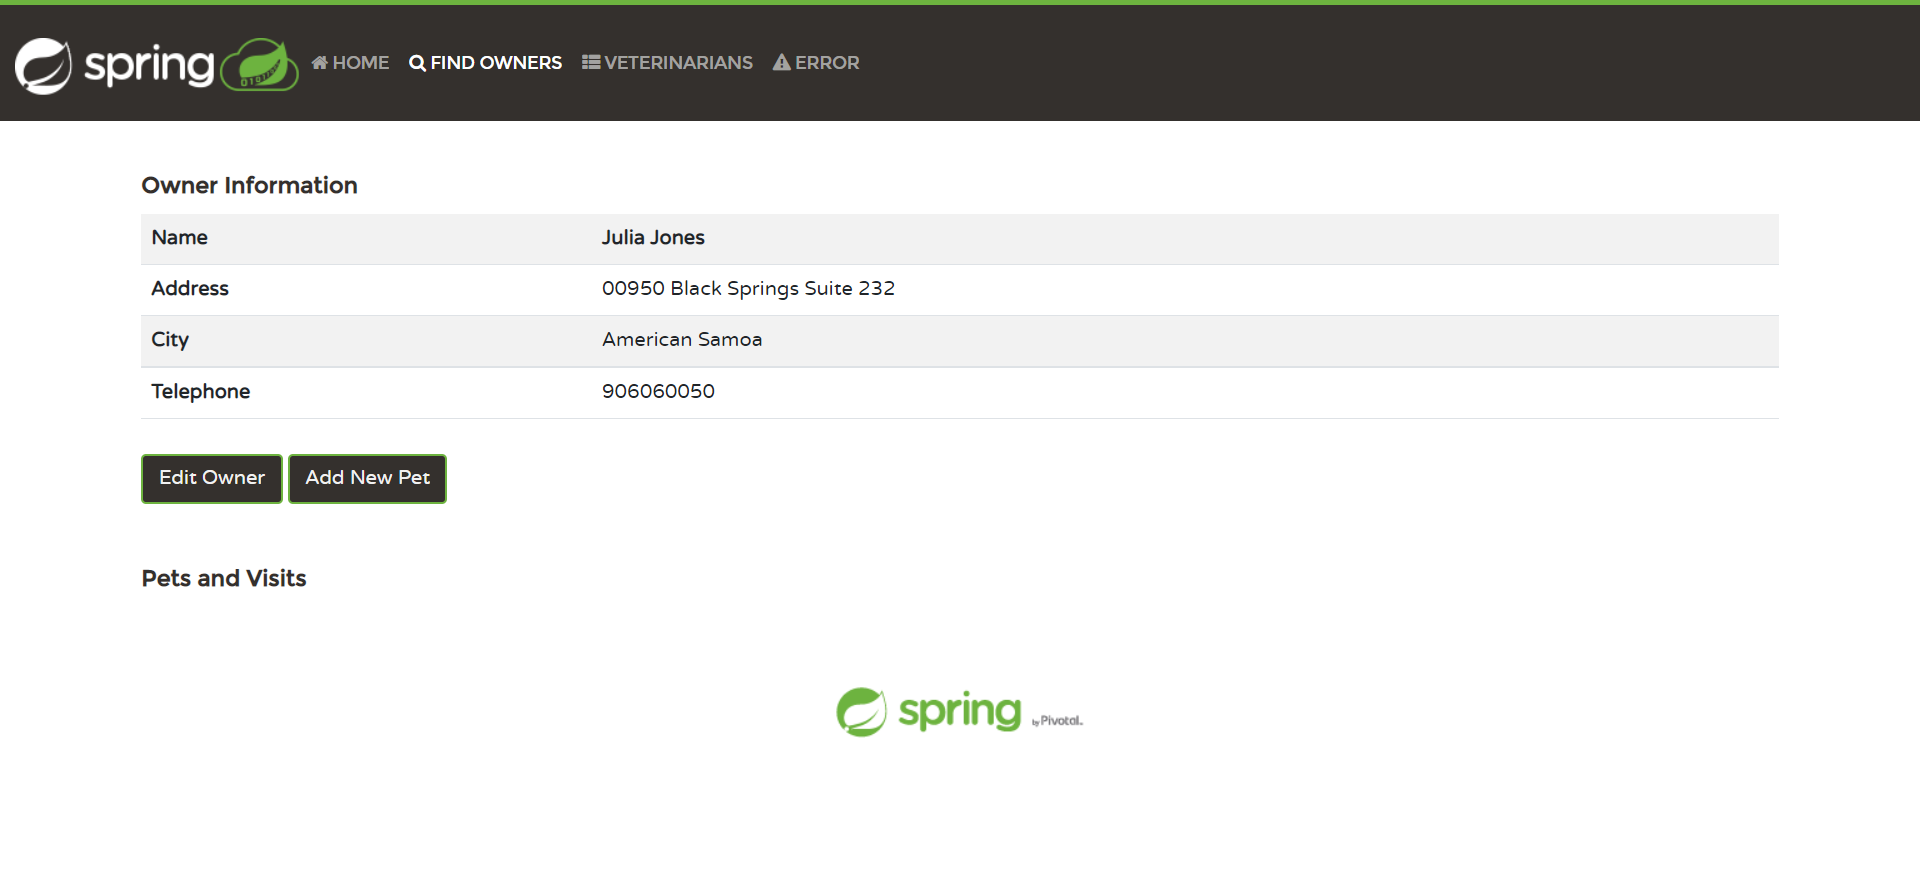 spring HOME FIND OWNERS VETERINARIANS ERROR
Owner Information
Name Julia Jones
Address 00950 Black Springs Suite 232
City American Samoa
Telephone 906060050
Edit Owner Add New Pet
Pets and Visits
spring by Pivotal.